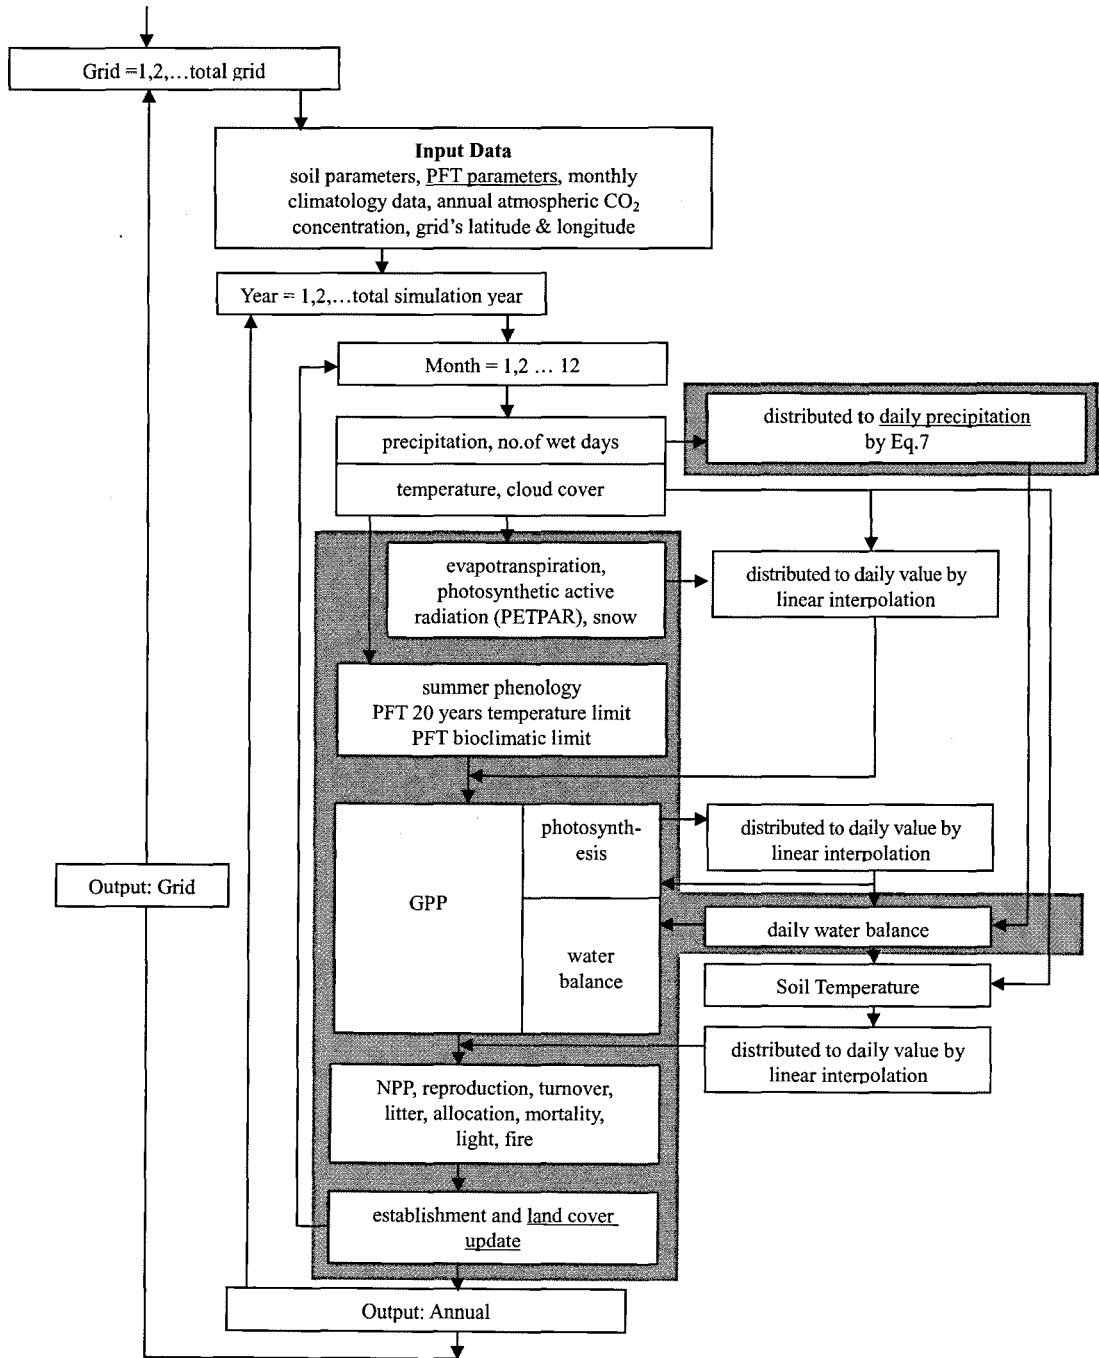 Grid =1,2,…total grid
Input Data
soil parameters, PFT parameters, monthly
climatology data, annual atmospheric CO₂
concentration, grid's latitude & longitude
Year = 1,2,…total simulation year
Month = 1,2 … 12
precipitation, no.of wet days
distributed to daily precipitation
by Eq.7
temperature, cloud cover
evapotranspiration,
photosynthetic active
radiation (PETPAR), snow
distributed to daily value by
linear interpolation
summer phenology
PFT 20 years temperature limit
PFT bioclimatic limit
GPP
photosynth-
esis
distributed to daily value by
linear interpolation
Output: Grid
water
balance
daily water balance
Soil Temperature
distributed to daily value by
linear interpolation
NPP, reproduction, turnover,
litter, allocation, mortality,
light, fire
establishment and land cover
update
Output: Annual